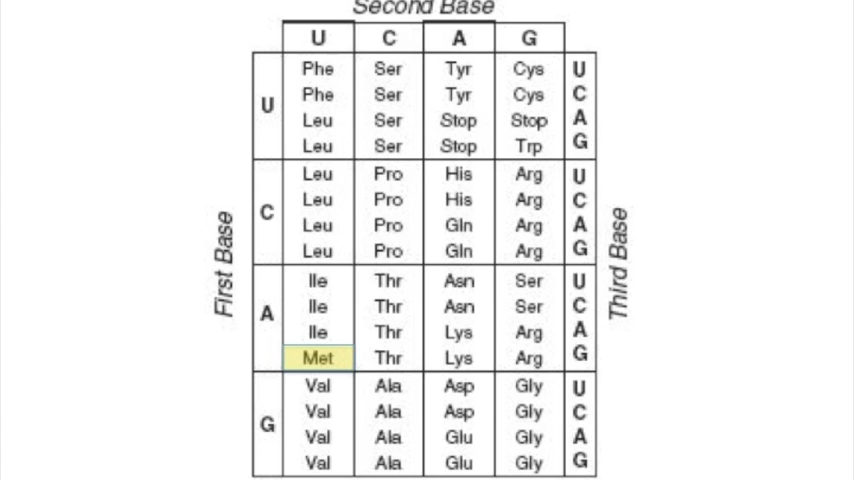 Second Base
U C A G
Phe Ser Tyr Cys U
Phe Ser Tyr Cys C
U
Leu Ser Stop Stop A
Leu Ser Stop Trp G
Leu Pro His Arg U
Leu Pro His Arg C
C
Leu Pro Gln Arg A
Leu Pro Gln Arg G
Ile Thr Asn Ser U
Ile Thr Asn Ser C
A
Ile Thr Lys Arg A
Met Thr Lys Arg G
Val Ala Asp Gly U
Val Ala Asp Gly C
G
Val Ala Glu Gly A
Val Ala Glu Gly G
First Base
Third Base